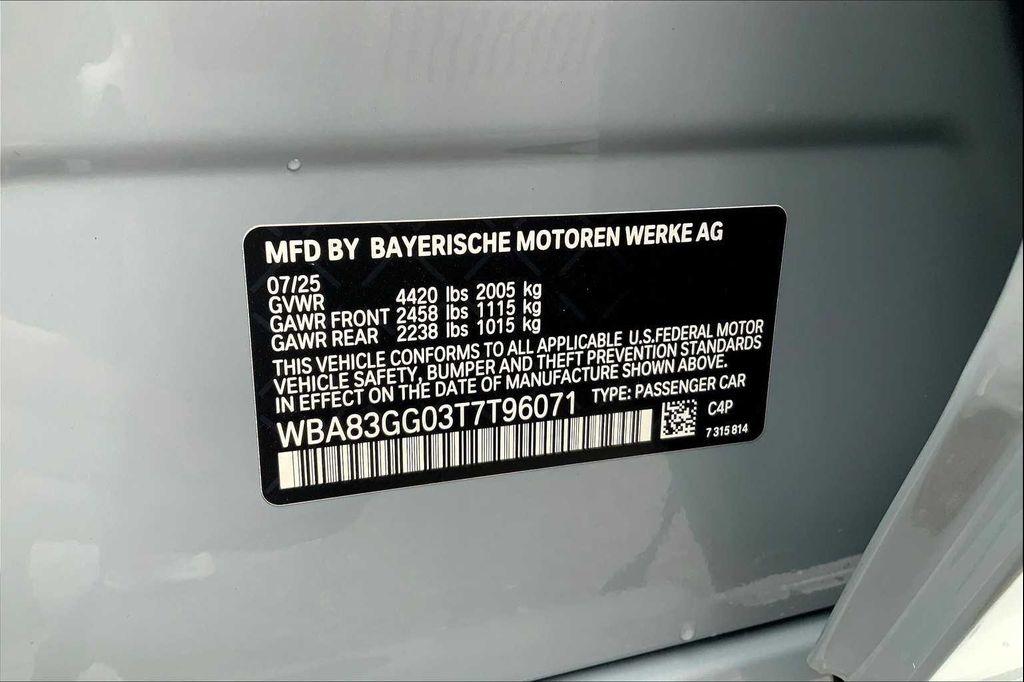 MFD BY BAYERISCHE MOTOREN WERKE AG
07/25
GVWR 4420 lbs 2005 kg
GAWR FRONT 2458 lbs 1115 kg
GAWR REAR 2238 lbs 1015 kg
THIS VEHICLE CONFORMS TO ALL APPLICABLE U.S.FEDERAL MOTOR
VEHICLE SAFETY, BUMPER AND THEFT PREVENTION STANDARDS
IN EFFECT ON THE DATE OF MANUFACTURE SHOWN ABOVE.
WBA83GG03T7T96071 TYPE: PASSENGER CAR
C4P
7 315 814